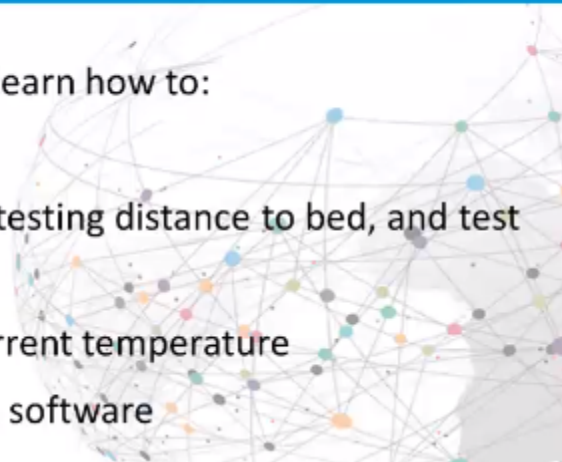 earn how to:
testing distance to bed, and test
rrent temperature
software